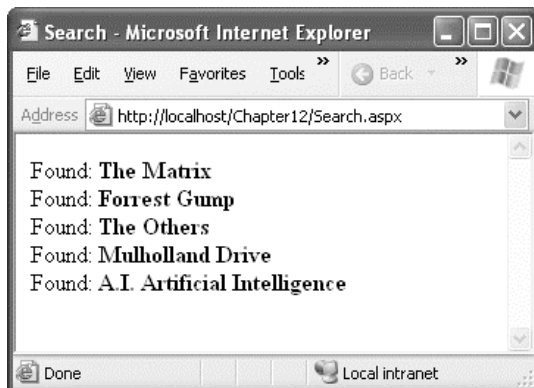 Search - Microsoft Internet Explorer
File Edit View Favorites Tools » Back »
Address http://localhost/Chapter12/Search.aspx
Found: The Matrix
Found: Forrest Gump
Found: The Others
Found: Mulholland Drive
Found: A.I. Artificial Intelligence
Done Local intranet